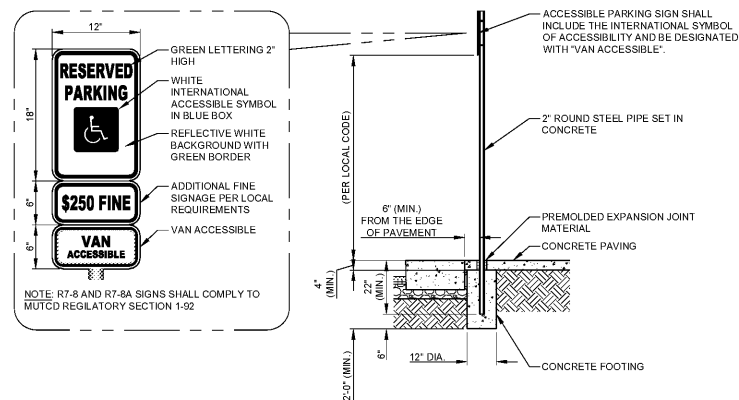 12"
RESERVED
PARKING
18"
$250 FINE
6"
VAN
ACCESSIBLE
6"
GREEN LETTERING 2"
HIGH
WHITE
INTERNATIONAL
ACCESSIBLE SYMBOL
IN BLUE BOX
REFLECTIVE WHITE
BACKGROUND WITH
GREEN BORDER
ADDITIONAL FINE
SIGNAGE PER LOCAL
REQUIREMENTS
VAN ACCESSIBLE
NOTE: R7-8 AND R7-8A SIGNS SHALL COMPLY TO
MUTCD REGILATORY SECTION 1-92
ACCESSIBLE PARKING SIGN SHALL
INCLUDE THE INTERNATIONAL SYMBOL
OF ACCESSIBILITY AND BE DESIGNATED
WITH "VAN ACCESSIBLE".
(PER LOCAL CODE)
2" ROUND STEEL PIPE SET IN
CONCRETE
6" (MIN.)
FROM THE EDGE
OF PAVEMENT
PREMOLDED EXPANSION JOINT
MATERIAL
CONCRETE PAVING
4"
(MIN.)
22"
(MIN.)
6"
2'-0" (MIN.)
12" DIA.
CONCRETE FOOTING